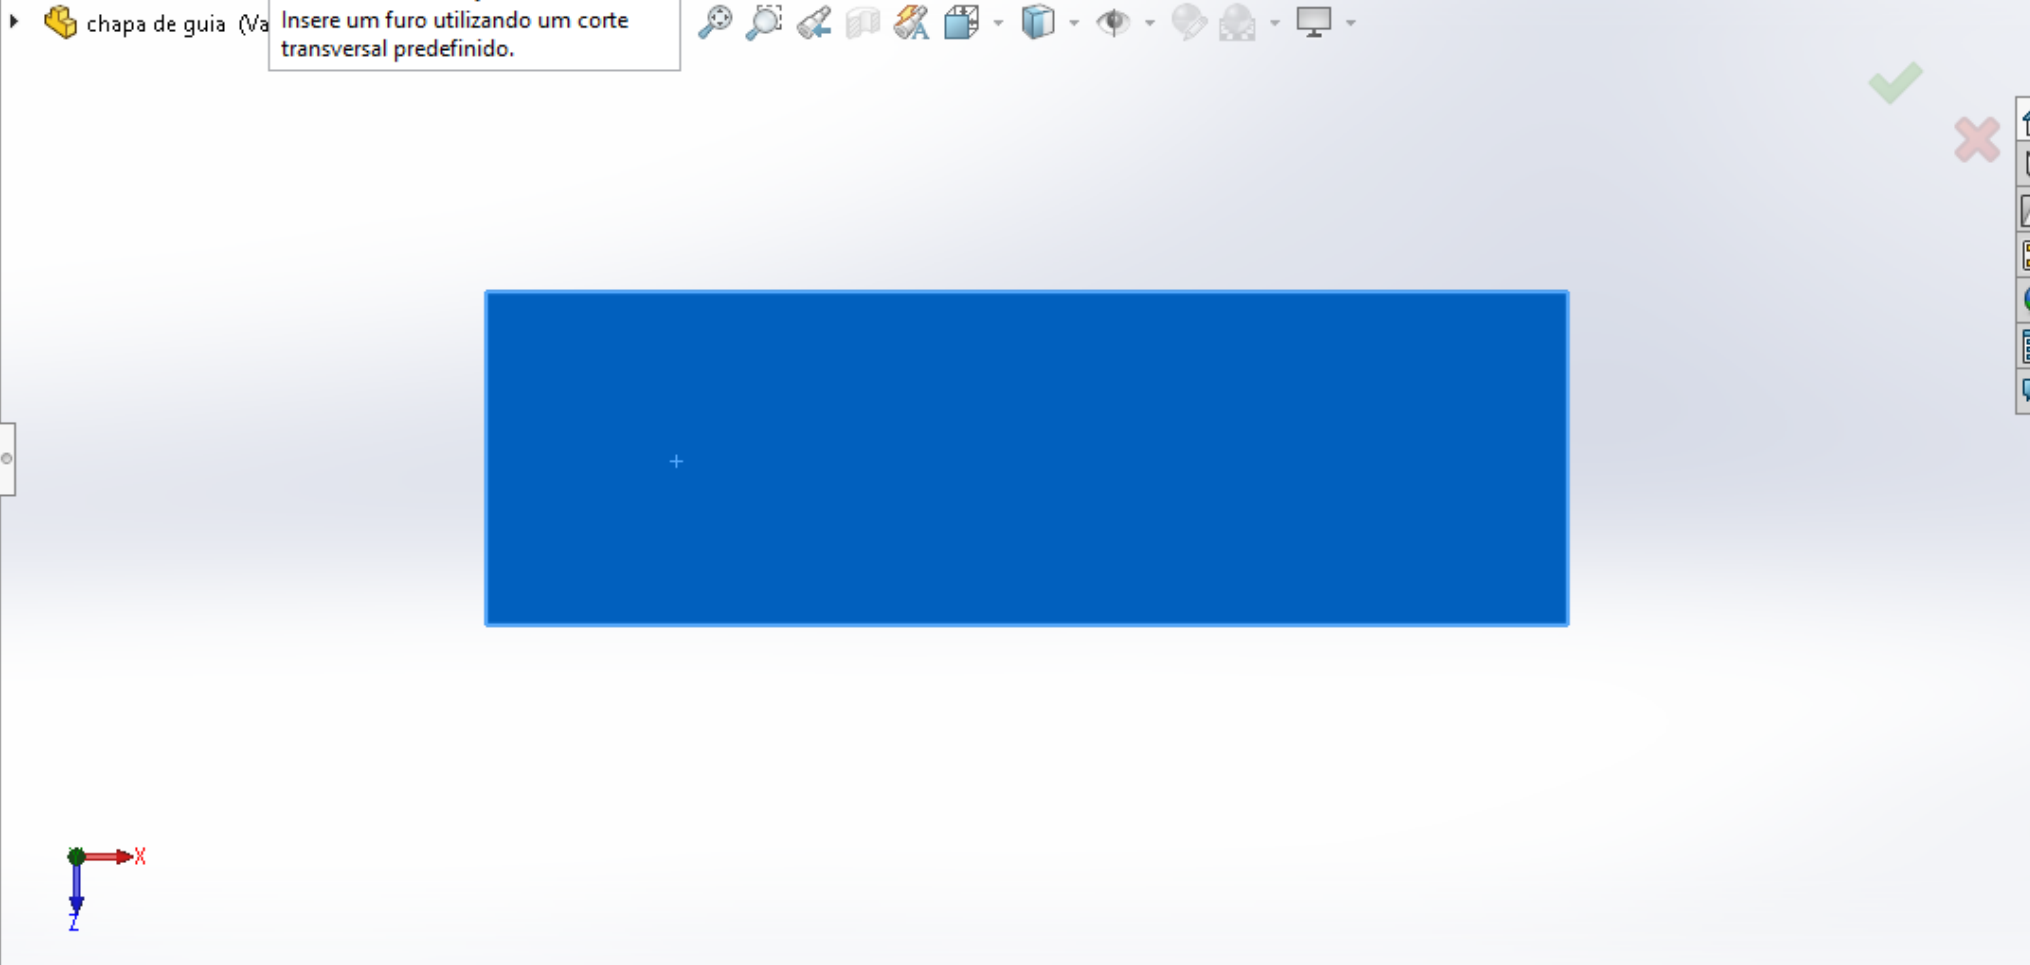 chapa de guia (Va
Insere um furo utilizando um corte
transversal predefinido.
X
Z